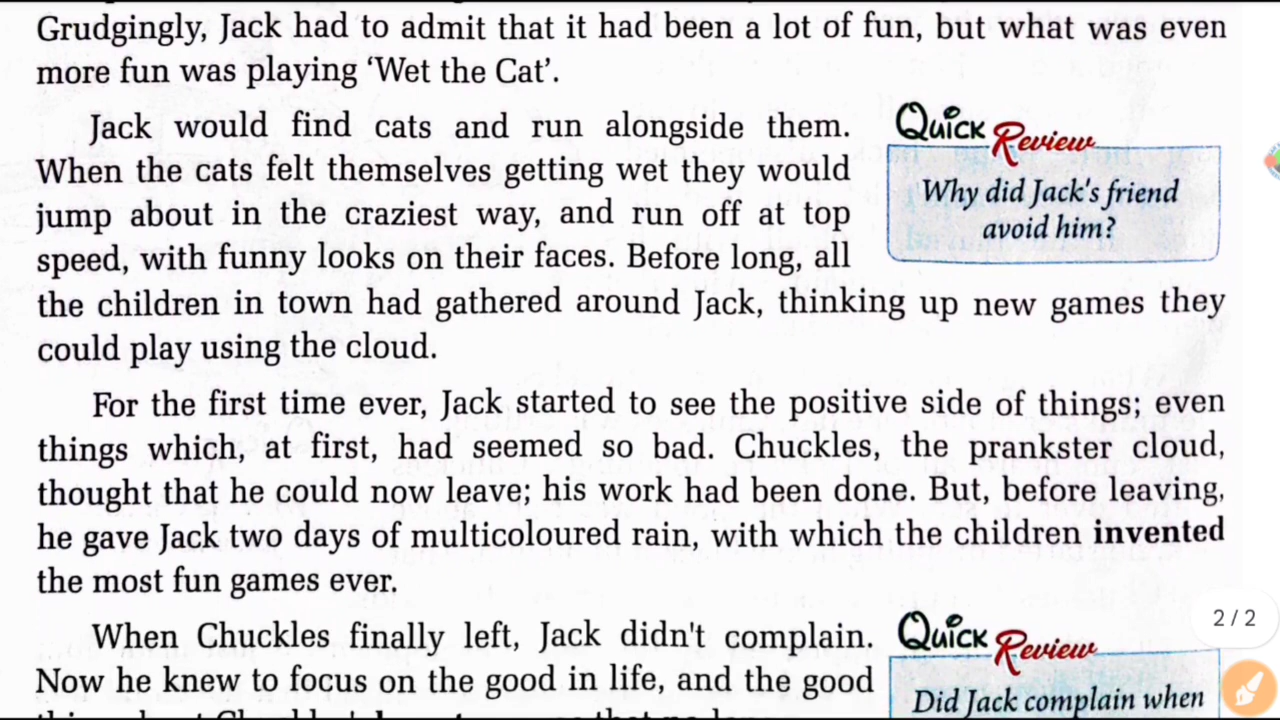 Grudgingly, Jack had to admit that it had been a lot of fun, but what was even
more fun was playing ‘Wet the Cat’.
Jack would find cats and run alongside them.
When the cats felt themselves getting wet they would
jump about in the craziest way, and run off at top
speed, with funny looks on their faces. Before long, all
the children in town had gathered around Jack, thinking up new games they
could play using the cloud.
Quick Review
Why did Jack's friend
avoid him?
For the first time ever, Jack started to see the positive side of things; even
things which, at first, had seemed so bad. Chuckles, the prankster cloud,
thought that he could now leave; his work had been done. But, before leaving,
he gave Jack two days of multicoloured rain, with which the children invented
the most fun games ever.
When Chuckles finally left, Jack didn't complain.
Now he knew to focus on the good in life, and the good
Quick Review
Did Jack complain when
2 / 2